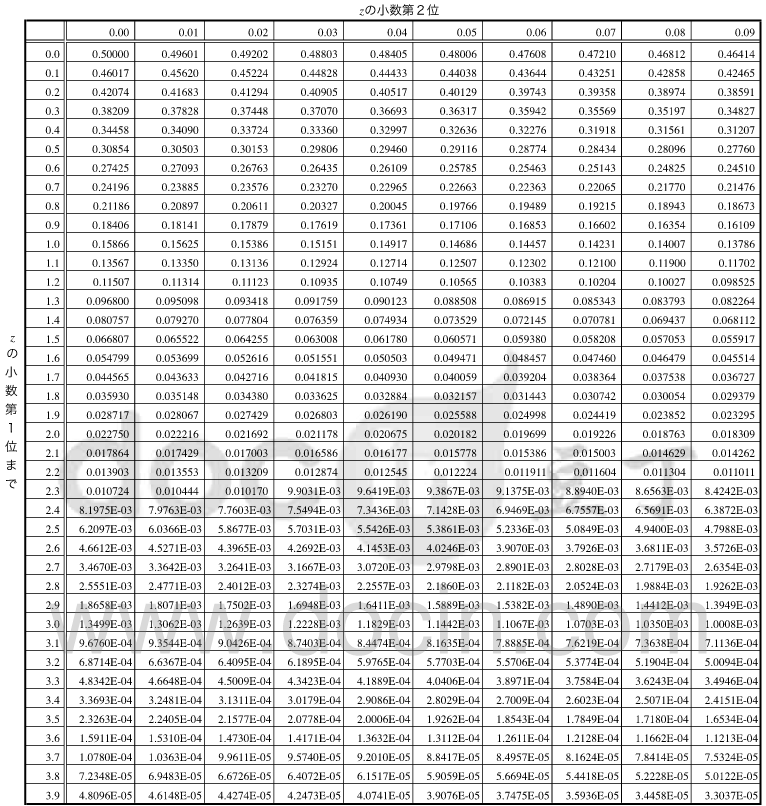 zの小数第２位
0.00 0.01 0.02 0.03 0.04 0.05 0.06 0.07 0.08 0.09
0.0 0.50000 0.49601 0.49202 0.48803 0.48405 0.48006 0.47608 0.47210 0.46812 0.46414
0.1 0.46017 0.45620 0.45224 0.44828 0.44433 0.44038 0.43644 0.43251 0.42858 0.42465
0.2 0.42074 0.41683 0.41294 0.40905 0.40517 0.40129 0.39743 0.39358 0.38974 0.38591
0.3 0.38209 0.37828 0.37448 0.37070 0.36693 0.36317 0.35942 0.35569 0.35197 0.34827
0.4 0.34458 0.34090 0.33724 0.33360 0.32997 0.32636 0.32276 0.31918 0.31561 0.31207
0.5 0.30854 0.30503 0.30153 0.29806 0.29460 0.29116 0.28774 0.28434 0.28096 0.27760
0.6 0.27425 0.27093 0.26763 0.26435 0.26109 0.25785 0.25463 0.25143 0.24825 0.24510
0.7 0.24196 0.23885 0.23576 0.23270 0.22965 0.22663 0.22363 0.22065 0.21770 0.21476
0.8 0.21186 0.20897 0.20611 0.20327 0.20045 0.19766 0.19489 0.19215 0.18943 0.18673
0.9 0.18406 0.18141 0.17879 0.17619 0.17361 0.17106 0.16853 0.16602 0.16354 0.16109
1.0 0.15866 0.15625 0.15386 0.15151 0.14917 0.14686 0.14457 0.14231 0.14007 0.13786
1.1 0.13567 0.13350 0.13136 0.12924 0.12714 0.12507 0.12302 0.12100 0.11900 0.11702
1.2 0.11507 0.11314 0.11123 0.10935 0.10749 0.10565 0.10383 0.10204 0.10027 0.098525
1.3 0.096800 0.095098 0.093418 0.091759 0.090123 0.088508 0.086915 0.085343 0.083793 0.082264
1.4 0.080757 0.079270 0.077804 0.076359 0.074934 0.073529 0.072145 0.070781 0.069437 0.068112
1.5 0.066807 0.065522 0.064255 0.063008 0.061780 0.060571 0.059380 0.058208 0.057053 0.055917
1.6 0.054799 0.053699 0.052616 0.051551 0.050503 0.049471 0.048457 0.047460 0.046479 0.045514
1.7 0.044565 0.043633 0.042716 0.041815 0.040930 0.040059 0.039204 0.038364 0.037538 0.036727
1.8 0.035930 0.035148 0.034380 0.033625 0.032884 0.032157 0.031443 0.030742 0.030054 0.029379
1.9 0.028717 0.028067 0.027429 0.026803 0.026190 0.025588 0.024998 0.024419 0.023852 0.023295
2.0 0.022750 0.022216 0.021692 0.021178 0.020675 0.020182 0.019699 0.019226 0.018763 0.018309
2.1 0.017864 0.017429 0.017003 0.016586 0.016177 0.015778 0.015386 0.015003 0.014629 0.014262
2.2 0.013903 0.013553 0.013209 0.012874 0.012545 0.012224 0.011911 0.011604 0.011304 0.011011
2.3 0.010724 0.010444 0.010170 9.9031E-03 9.6419E-03 9.3867E-03 9.1375E-03 8.8940E-03 8.6563E-03 8.4242E-03
2.4 8.1975E-03 7.9763E-03 7.7603E-03 7.5494E-03 7.3436E-03 7.1428E-03 6.9469E-03 6.7557E-03 6.5691E-03 6.3872E-03
2.5 6.2097E-03 6.0366E-03 5.8677E-03 5.7031E-03 5.5426E-03 5.3861E-03 5.2336E-03 5.0849E-03 4.9400E-03 4.7988E-03
2.6 4.6612E-03 4.5271E-03 4.3965E-03 4.2692E-03 4.1453E-03 4.0246E-03 3.9070E-03 3.7926E-03 3.6811E-03 3.5726E-03
2.7 3.4670E-03 3.3642E-03 3.2641E-03 3.1667E-03 3.0720E-03 2.9798E-03 2.8901E-03 2.8028E-03 2.7179E-03 2.6354E-03
2.8 2.5551E-03 2.4771E-03 2.4012E-03 2.3274E-03 2.2557E-03 2.1860E-03 2.1182E-03 2.0524E-03 1.9884E-03 1.9262E-03
2.9 1.8658E-03 1.8071E-03 1.7502E-03 1.6948E-03 1.6411E-03 1.5889E-03 1.5382E-03 1.4890E-03 1.4412E-03 1.3949E-03
3.0 1.3499E-03 1.3062E-03 1.2639E-03 1.2228E-03 1.1829E-03 1.1442E-03 1.1067E-03 1.0703E-03 1.0350E-03 1.0008E-03
3.1 9.6760E-04 9.3544E-04 9.0426E-04 8.7403E-04 8.4474E-04 8.1635E-04 7.8885E-04 7.6219E-04 7.3638E-04 7.1136E-04
3.2 6.8714E-04 6.6367E-04 6.4095E-04 6.1895E-04 5.9765E-04 5.7703E-04 5.5706E-04 5.3774E-04 5.1904E-04 5.0094E-04
3.3 4.8342E-04 4.6648E-04 4.5009E-04 4.3423E-04 4.1889E-04 4.0406E-04 3.8971E-04 3.7584E-04 3.6243E-04 3.4946E-04
3.4 3.3693E-04 3.2481E-04 3.1311E-04 3.0179E-04 2.9086E-04 2.8029E-04 2.7009E-04 2.6023E-04 2.5071E-04 2.4151E-04
3.5 2.3263E-04 2.2405E-04 2.1577E-04 2.0778E-04 2.0006E-04 1.9262E-04 1.8543E-04 1.7849E-04 1.7180E-04 1.6534E-04
3.6 1.5911E-04 1.5310E-04 1.4730E-04 1.4171E-04 1.3632E-04 1.3112E-04 1.2611E-04 1.2128E-04 1.1662E-04 1.1213E-04
3.7 1.0780E-04 1.0363E-04 9.9611E-05 9.5740E-05 9.2010E-05 8.8417E-05 8.4957E-05 8.1624E-05 7.8414E-05 7.5324E-05
3.8 7.2348E-05 6.9483E-05 6.6726E-05 6.4072E-05 6.1517E-05 5.9059E-05 5.6694E-05 5.4418E-05 5.2228E-05 5.0122E-05
3.9 4.8096E-05 4.6148E-05 4.4274E-05 4.2473E-05 4.0741E-05 3.9076E-05 3.7475E-05 3.5936E-05 3.4458E-05 3.3037E-05
zの小数第1位まで
docin 豆丁
www.docin.com